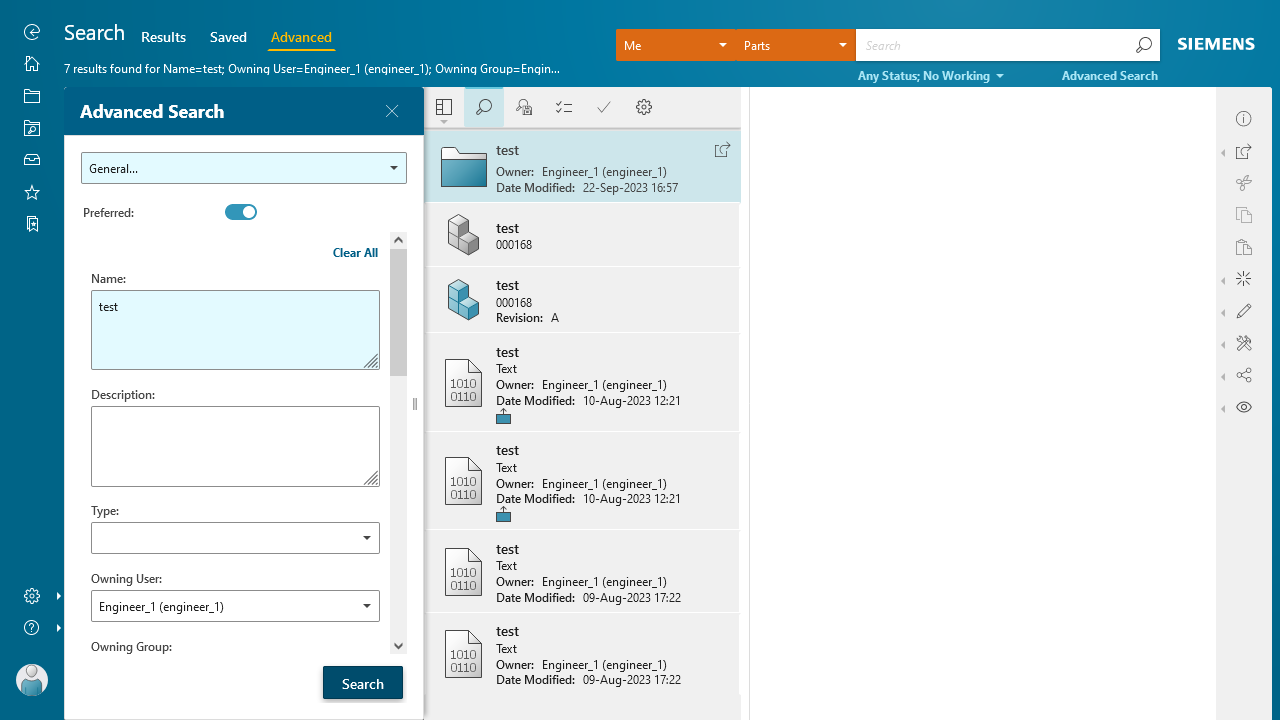 Search
Results
Saved
Advanced
7 results found for Name=test; Owning User=Engineer_1 (engineer_1); Owning Group=Engin...
Me
Parts
Search
SIEMENS
Any Status; No Working
Advanced Search
Advanced Search
General...
Preferred:
Clear All
Name:
test
Description:
Type:
Owning User:
Engineer_1 (engineer_1)
Owning Group:
Search
test
Owner: Engineer_1 (engineer_1)
Date Modified: 22-Sep-2023 16:57
test
000168
test
000168
Revision: A
1010
0110
test
Text
Owner: Engineer_1 (engineer_1)
Date Modified: 10-Aug-2023 12:21
1010
0110
test
Text
Owner: Engineer_1 (engineer_1)
Date Modified: 10-Aug-2023 12:21
1010
0110
test
Text
Owner: Engineer_1 (engineer_1)
Date Modified: 09-Aug-2023 17:22
1010
0110
test
Text
Owner: Engineer_1 (engineer_1)
Date Modified: 09-Aug-2023 17:22